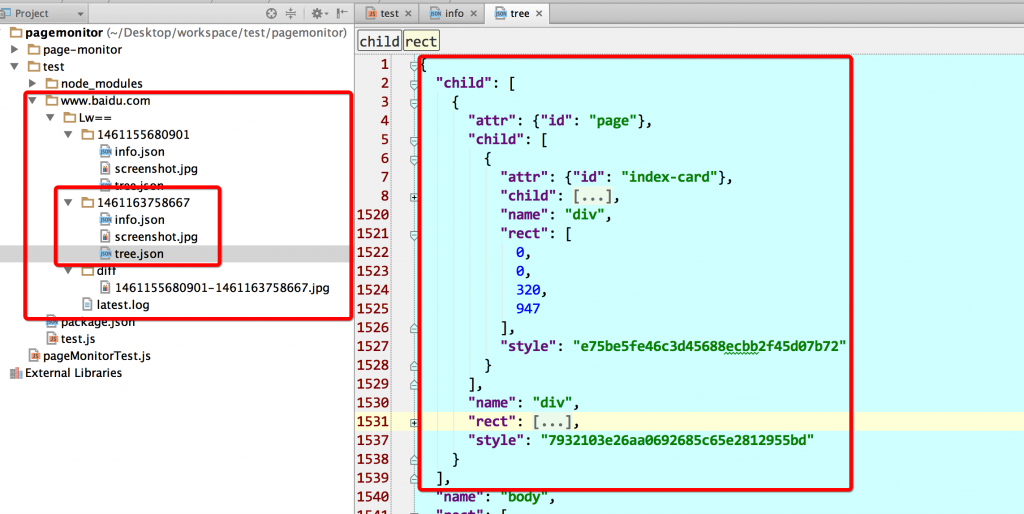 Project
pagemonitor (~/Desktop/workspace/test/pagemonitor)
page-monitor
test
node_modules
www.baidu.com
Lw==
1461155680901
info.json
screenshot.jpg
tree.json
1461163758667
info.json
screenshot.jpg
tree.json
diff
1461155680901-1461163758667.jpg
latest.log
package.json
test.js
pageMonitorTest.js
External Libraries
test info tree
child rect
1 {
2 "child": [
3 {
4 "attr": {"id": "page"},
5 "child": [
6 {
7 "attr": {"id": "index-card"},
8 "child": [...],
1520 "name": "div",
1521 "rect": [
1522 0,
1523 0,
1524 320,
1525 947
1526 ],
1527 "style": "e75be5fe46c3d45688ecbb2f45d07b72"
1528 }
1529 ],
1530 "name": "div",
1531 "rect": [...],
1537 "style": "7932103e26aa0692685c65e2812955bd"
1538 }
1539 ],
1540 "name": "body",
1541 "rect": [